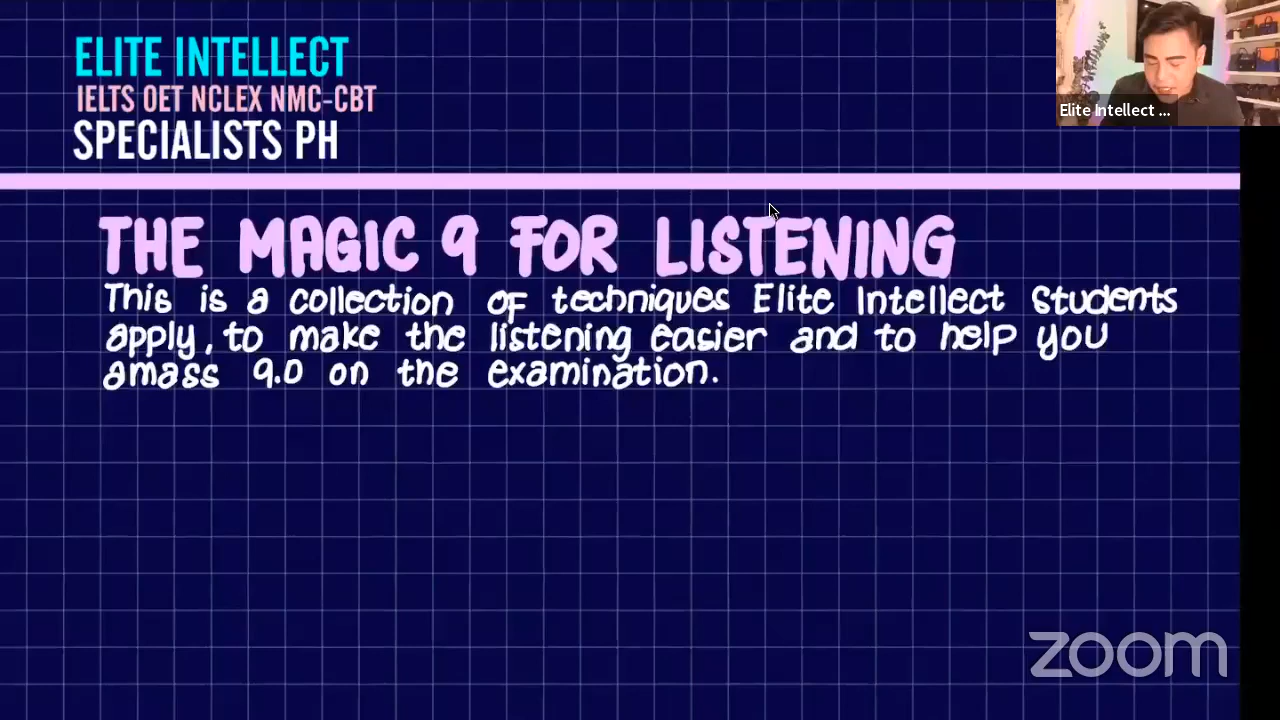 ELITE INTELLECT
IELTS OET NCLEX NMC-CBT
SPECIALISTS PH
Elite Intellect ...
THE MAGIC 9 FOR LISTENING
This is a collection of techniques Elite Intellect Students
apply, to make the listening easier and to help you
amass 9.0 on the examination.
zoom